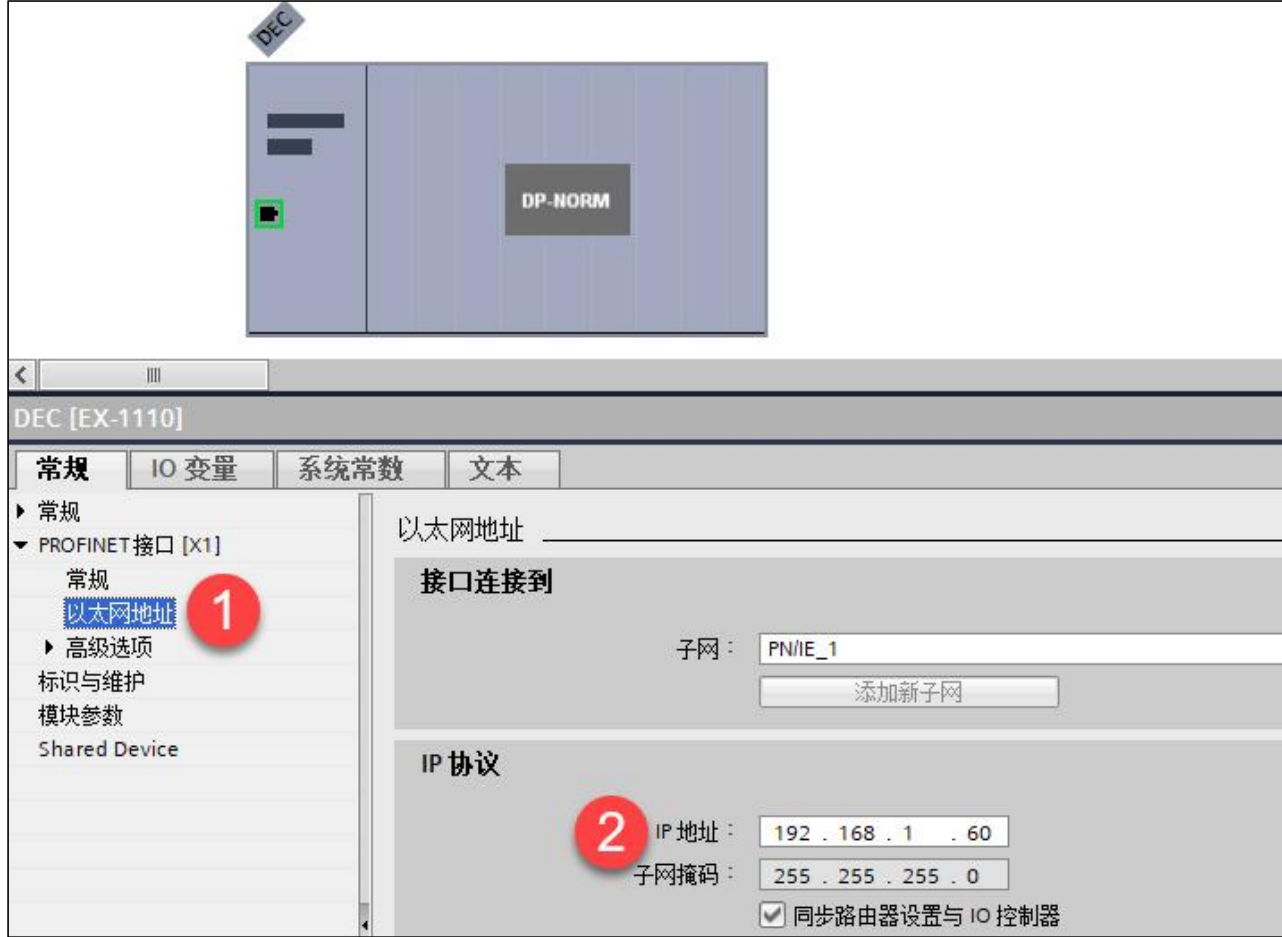 DEC
DP-NORM
DEC [EX-1110]
常规 IO 变量 系统常数 文本
常规
PROFINET接口 [X1]
常规
以太网地址 1
高级选项
标识与维护
模块参数
Shared Device
以太网地址
接口连接到
子网： PN/IE_1
添加新子网
IP 协议
2 IP 地址： 192 . 168 . 1 . 60
子网掩码： 255 . 255 . 255 . 0
同步路由器设置与 IO 控制器